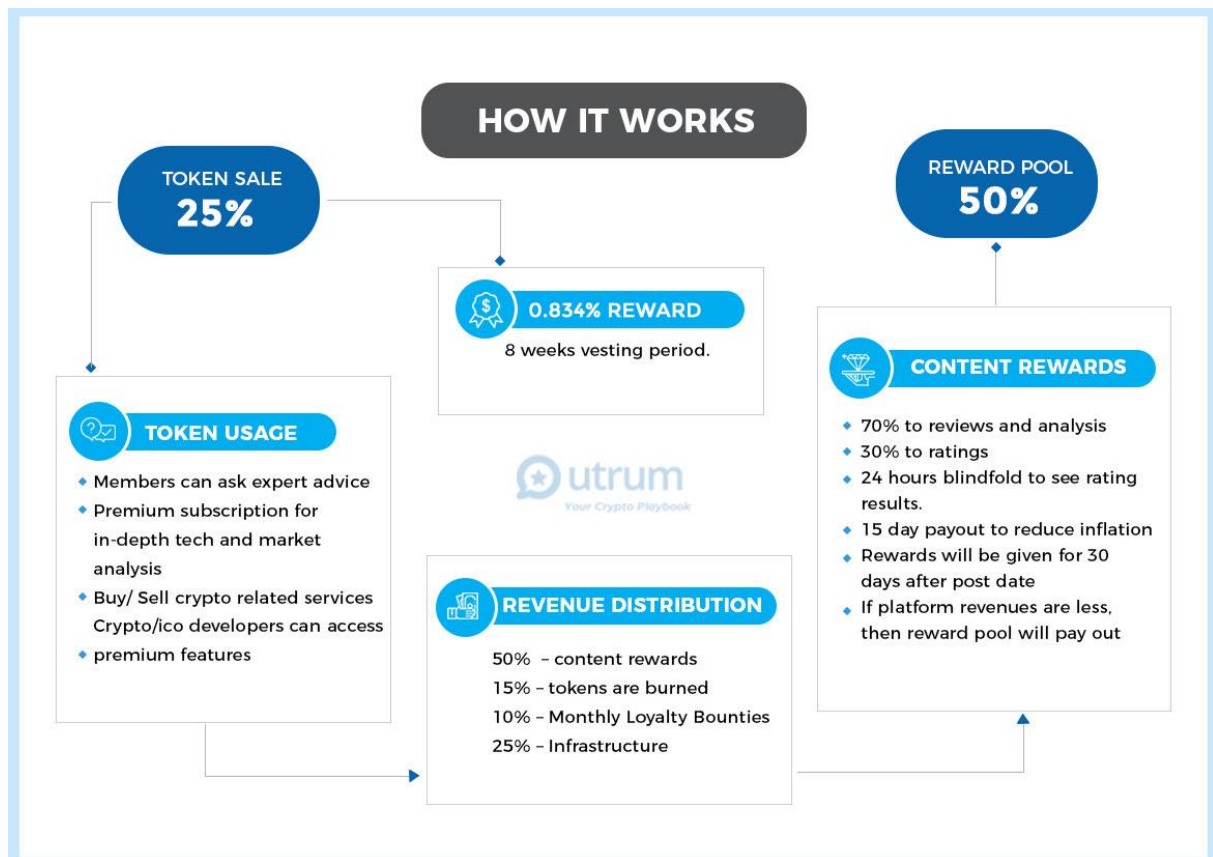 HOW IT WORKS
TOKEN SALE
25%
REWARD POOL
50%
0.834% REWARD
8 weeks vesting period.
TOKEN USAGE
Members can ask expert advice
Premium subscription for
in-depth tech and market
analysis
Buy/ Sell crypto related services
Crypto/ico developers can access
premium features
utrum
Your Crypto Playbook
REVENUE DISTRIBUTION
50% – content rewards
15% – tokens are burned
10% – Monthly Loyalty Bounties
25% – Infrastructure
CONTENT REWARDS
70% to reviews and analysis
30% to ratings
24 hours blindfold to see rating
results.
15 day payout to reduce inflation
Rewards will be given for 30
days after post date
If platform revenues are less,
then reward pool will pay out